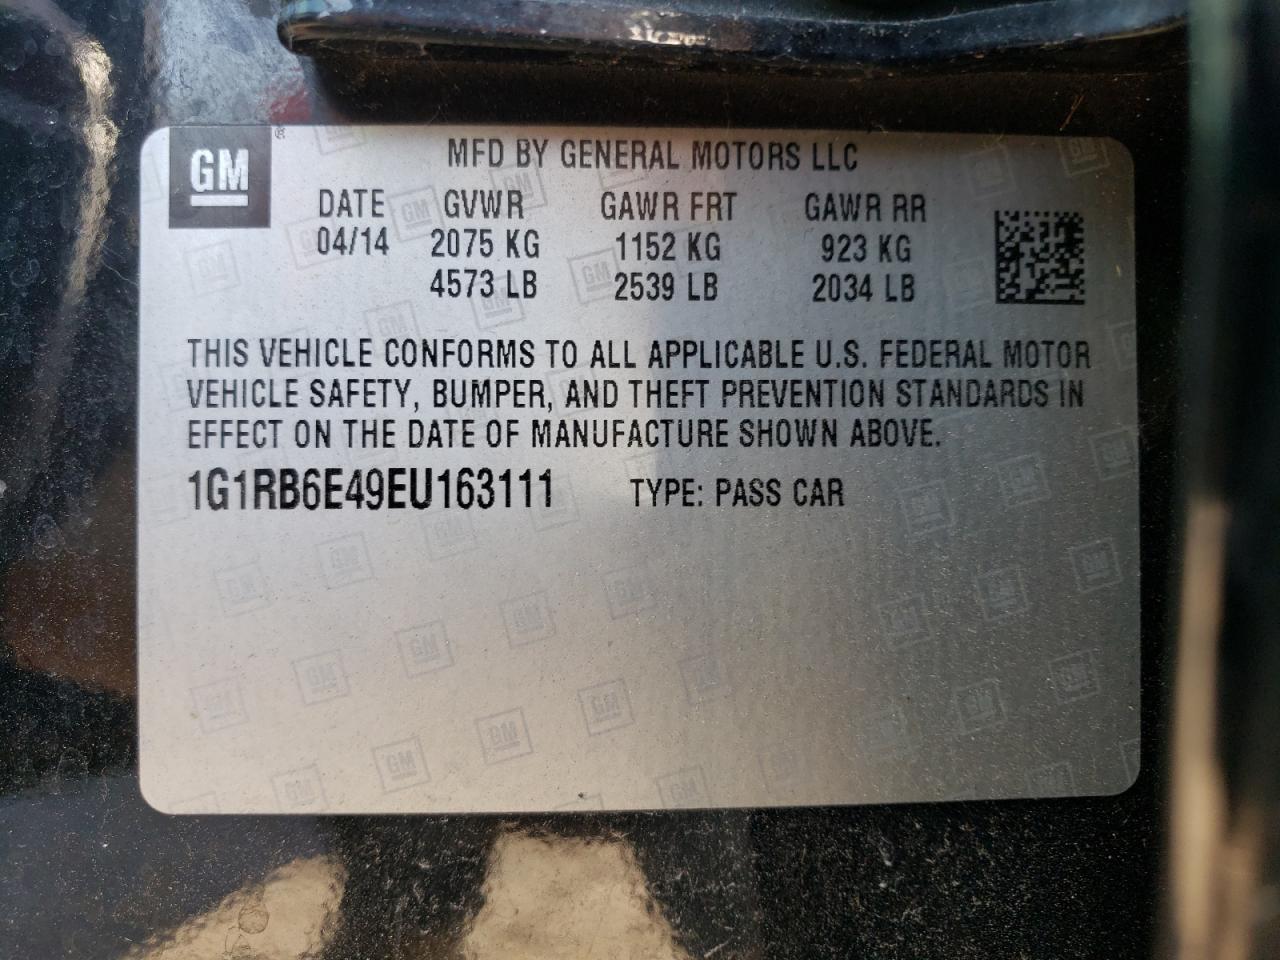 GM ®
MFD BY GENERAL MOTORS LLC
DATE GVWR GAWR FRT GAWR RR
04/14 2075 KG 1152 KG 923 KG
4573 LB 2539 LB 2034 LB
THIS VEHICLE CONFORMS TO ALL APPLICABLE U.S. FEDERAL MOTOR
VEHICLE SAFETY, BUMPER, AND THEFT PREVENTION STANDARDS IN
EFFECT ON THE DATE OF MANUFACTURE SHOWN ABOVE.
1G1RB6E49EU163111 TYPE: PASS CAR